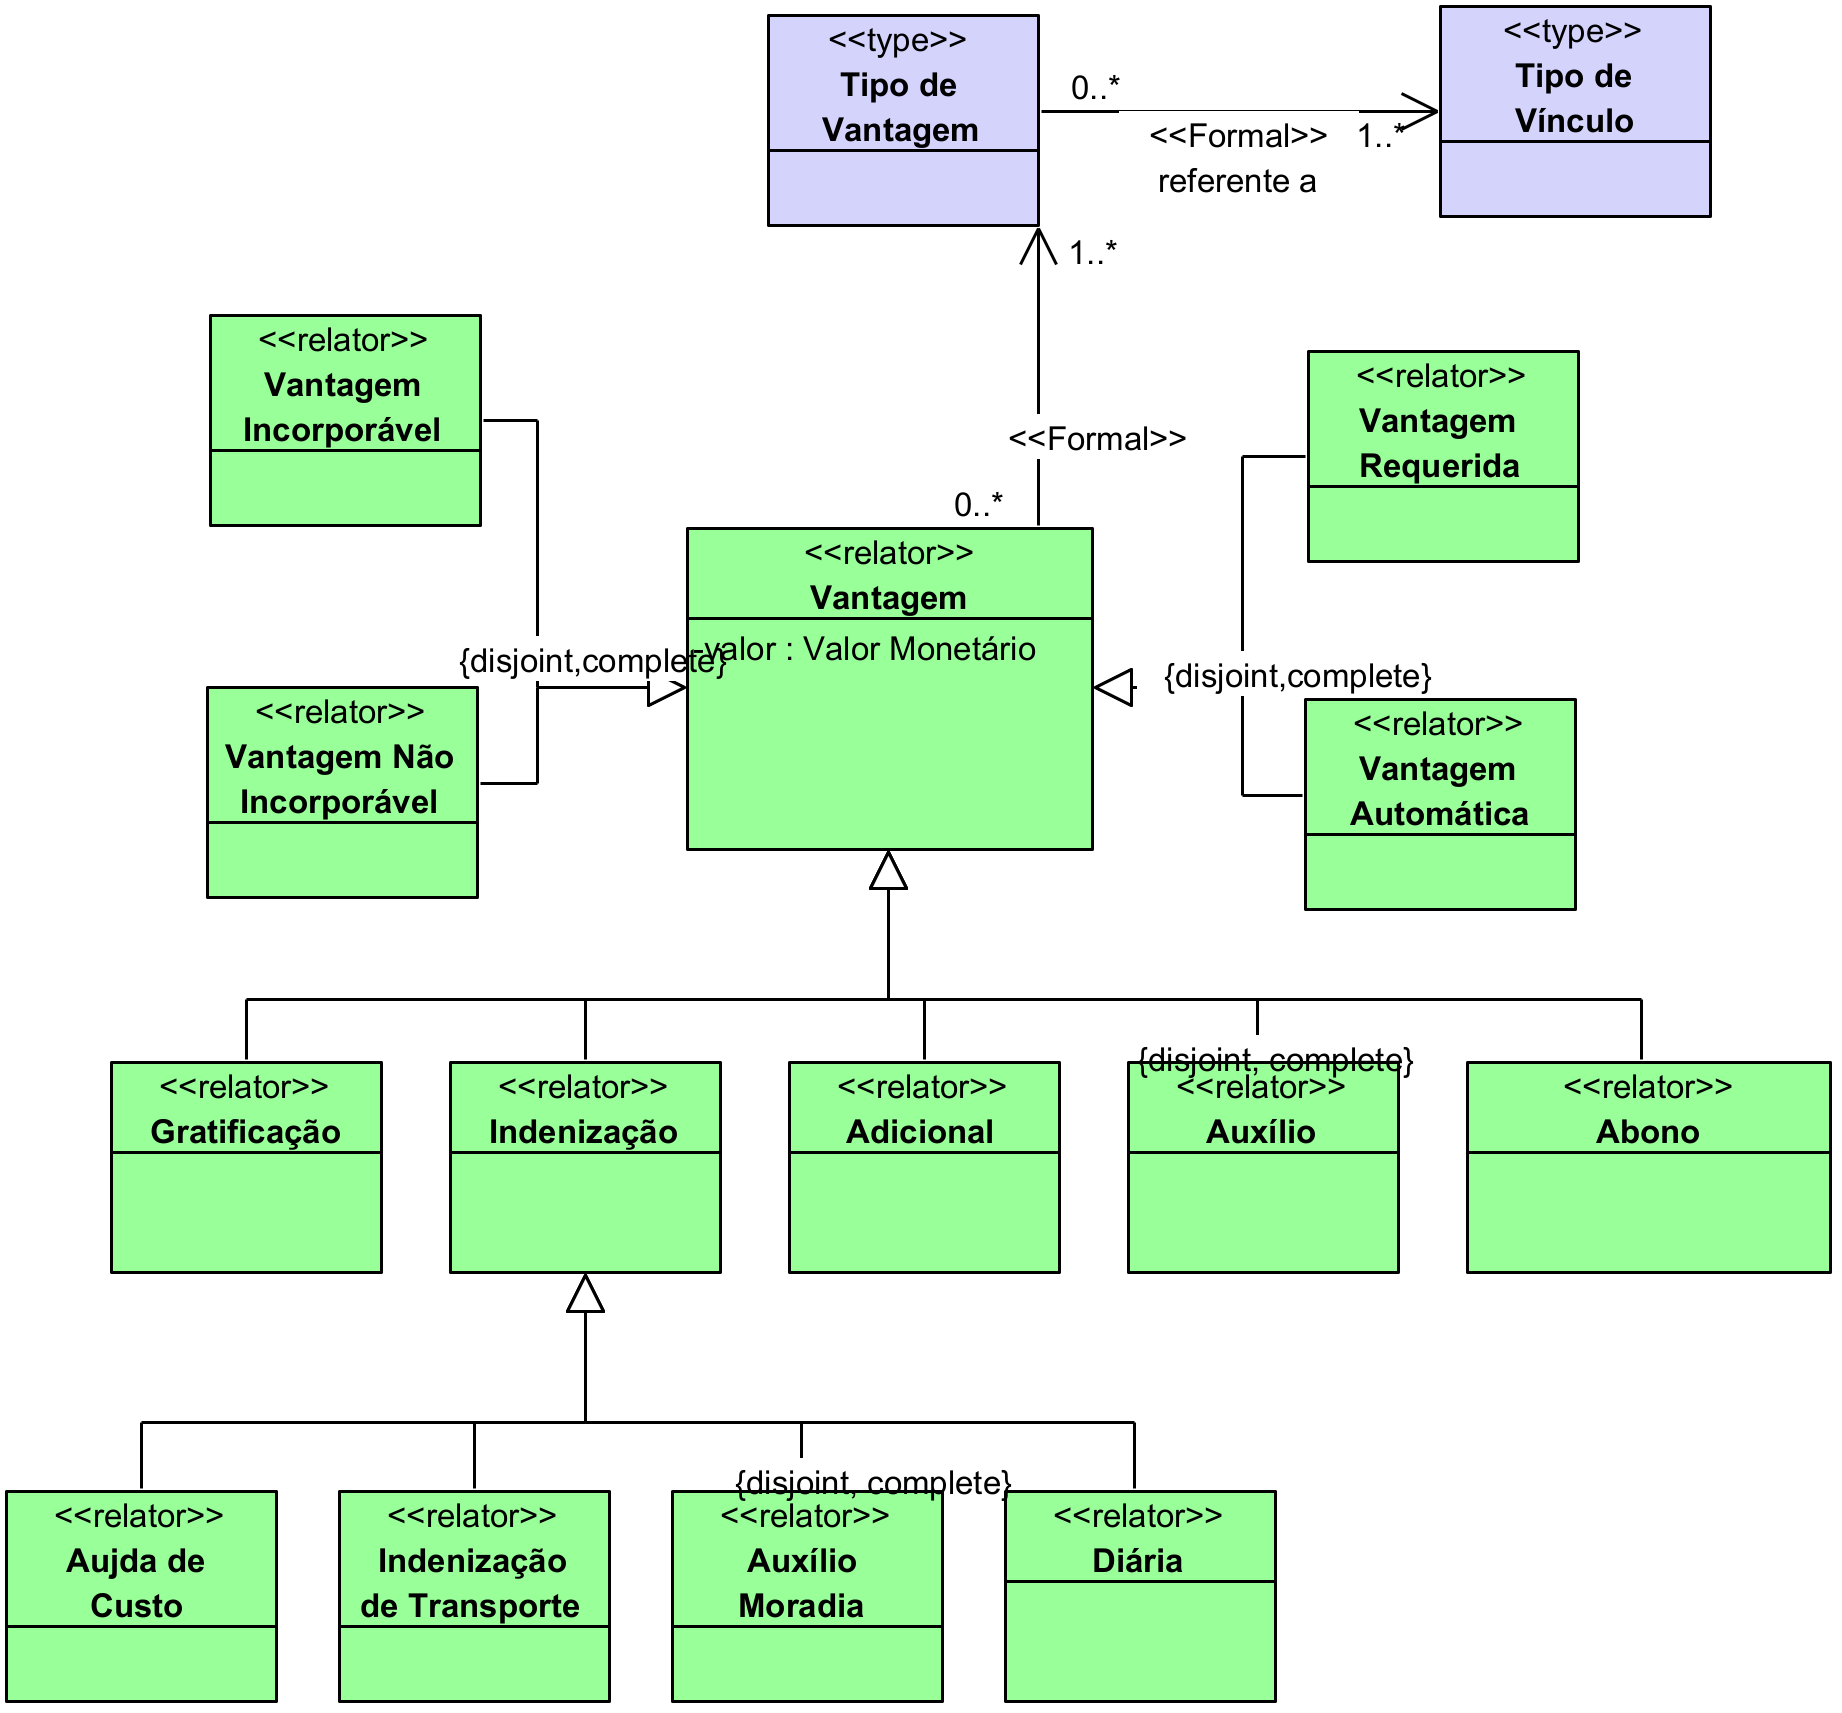 <<type>>
Tipo de
Vantagem
0..*
<<Formal>>
referente a
1..*
<<type>>
Tipo de
Vínculo
1..*
<<Formal>>
0..*
<<relator>>
Vantagem
Incorporável
<<relator>>
Vantagem
Requerida
<<relator>>
Vantagem
-valor : Valor Monetário
{disjoint,complete}
{disjoint,complete}
<<relator>>
Vantagem Não
Incorporável
<<relator>>
Vantagem
Automática
{disjoint, complete}
<<relator>>
Gratificação
<<relator>>
Indenização
<<relator>>
Adicional
<<relator>>
Auxílio
<<relator>>
Abono
{disjoint, complete}
<<relator>>
Aujda de
Custo
<<relator>>
Indenização
de Transporte
<<relator>>
Auxílio
Moradia
<<relator>>
Diária